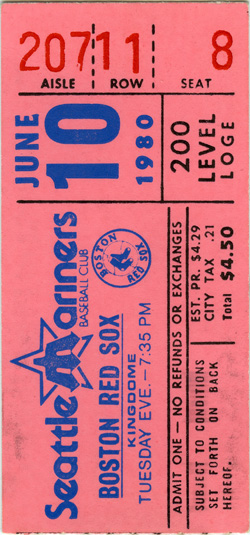 207 11 8
AISLE ROW SEAT
JUNE
10
1980
200
LEVEL
LOGE
Seattle Mariners
BASEBALL CLUB
BOSTON RED SOX
BOSTON
RED SOX
KINGDOME
TUESDAY EVE. – 7:35 PM
EST. PR. $4.29
CITY TAX .21
Total $4.50
ADMIT ONE — NO REFUNDS OR EXCHANGES
SUBJECT TO CONDITIONS
SET FORTH ON BACK
HEREOF.